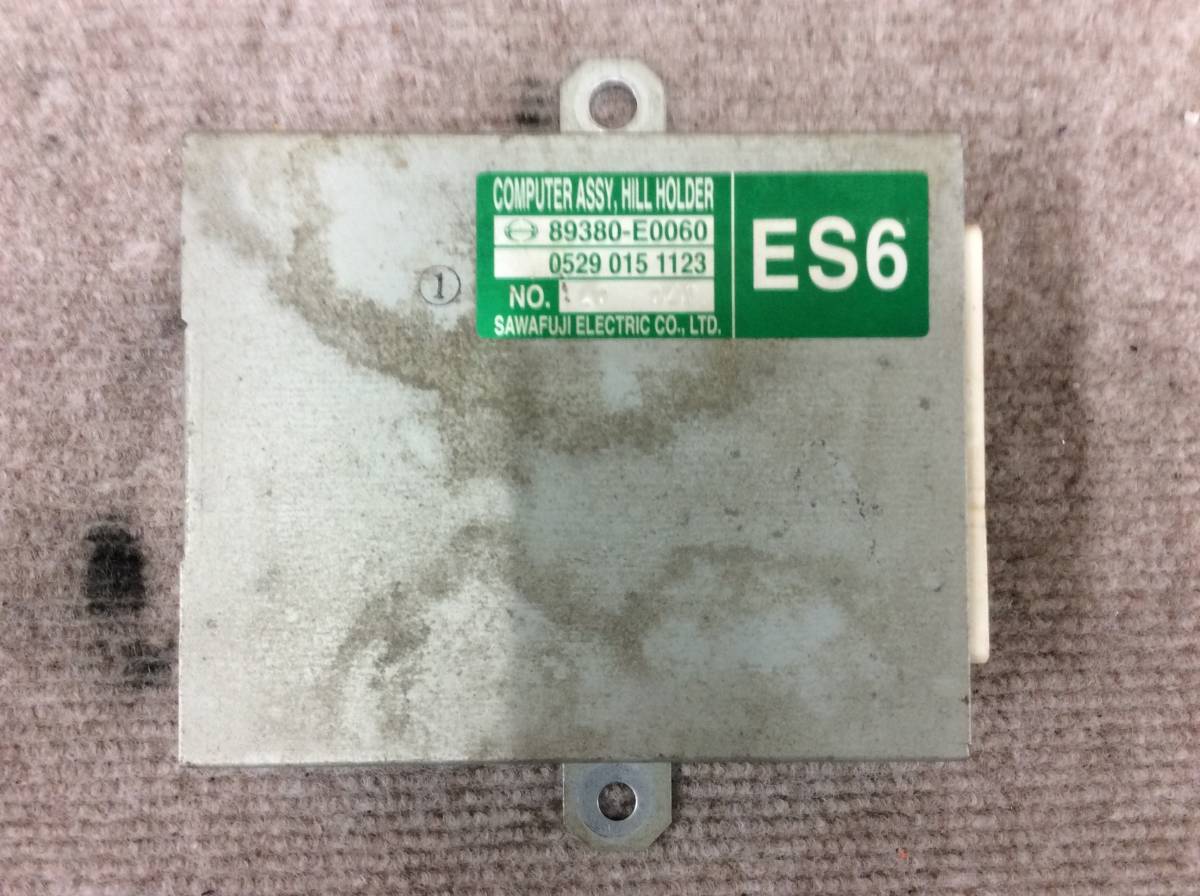 COMPUTER ASSY, HILL HOLDER
89380-E0060
0529 015 1123
NO.
SAWAFUJI ELECTRIC CO., LTD.
ES6
①